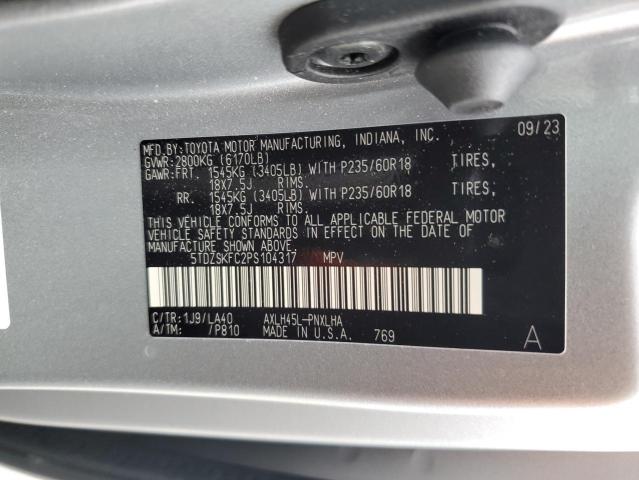 MFD.BY:TOYOTA MOTOR MANUFACTURING, INDIANA, INC. 09/23
GVWR:2800KG (6170LB)
GAWR:FRT. 1545KG (3405LB) WITH P235/60R18 TIRES,
18X7.5J RIMS.
RR. 1545KG (3405LB) WITH P235/60R18 TIRES,
18X7.5J RIMS.
THIS VEHICLE CONFORMS TO ALL APPLICABLE FEDERAL MOTOR
VEHICLE SAFETY STANDARDS IN EFFECT ON THE DATE OF
MANUFACTURE SHOWN ABOVE.
5TDZSKFC2PS104317 MPV
C/TR:1J9/LA40 AXLH45L-PNXLHA
A/TM: /P810 MADE IN U.S.A. 769 A